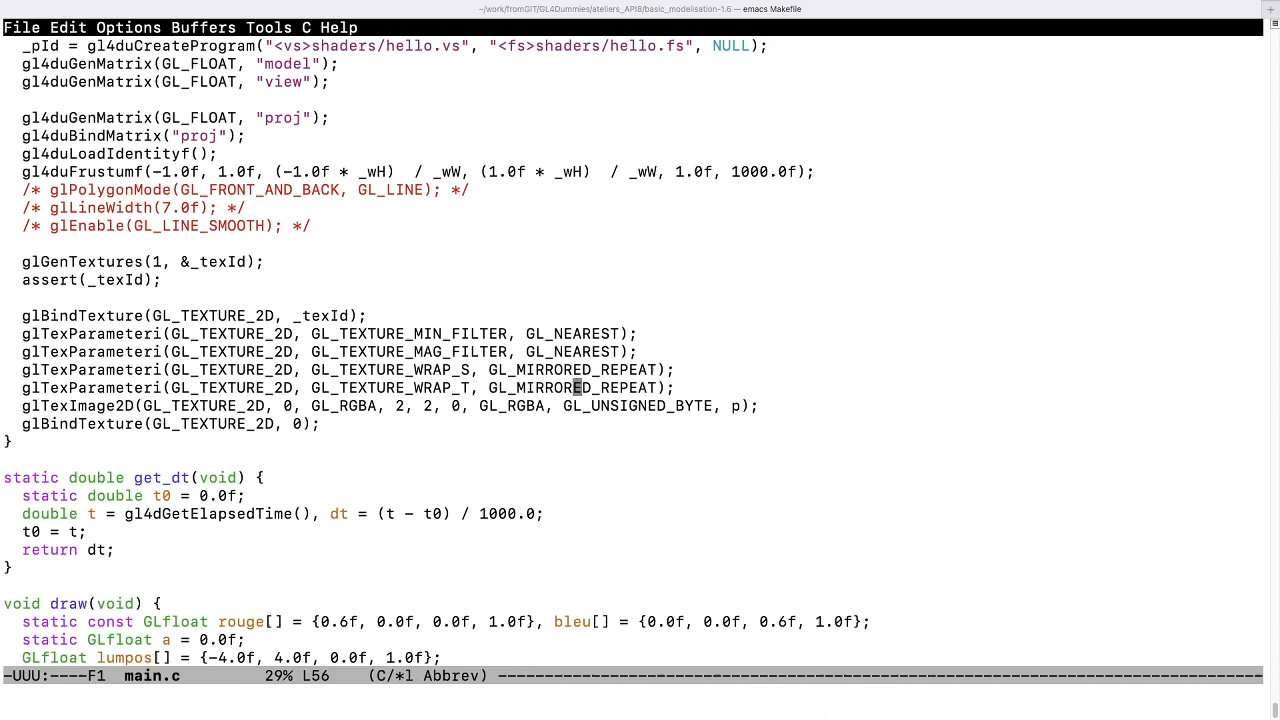 ~/work/fromGIT/GL4Dummies/ateliers_API8/basic_modelisation-1.6 — emacs Makefile
File Edit Options Buffers Tools C Help
  _pId = gl4duCreateProgram("<vs>shaders/hello.vs", "<fs>shaders/hello.fs", NULL);
  gl4duGenMatrix(GL_FLOAT, "model");
  gl4duGenMatrix(GL_FLOAT, "view");

  gl4duGenMatrix(GL_FLOAT, "proj");
  gl4duBindMatrix("proj");
  gl4duLoadIdentityf();
  gl4duFrustumf(-1.0f, 1.0f, (-1.0f * _wH)  / _wW, (1.0f * _wH)  / _wW, 1.0f, 1000.0f);
  /* glPolygonMode(GL_FRONT_AND_BACK, GL_LINE); */
  /* glLineWidth(7.0f); */
  /* glEnable(GL_LINE_SMOOTH); */

  glGenTextures(1, &_texId);
  assert(_texId);

  glBindTexture(GL_TEXTURE_2D, _texId);
  glTexParameteri(GL_TEXTURE_2D, GL_TEXTURE_MIN_FILTER, GL_NEAREST);
  glTexParameteri(GL_TEXTURE_2D, GL_TEXTURE_MAG_FILTER, GL_NEAREST);
  glTexParameteri(GL_TEXTURE_2D, GL_TEXTURE_WRAP_S, GL_MIRRORED_REPEAT);
  glTexParameteri(GL_TEXTURE_2D, GL_TEXTURE_WRAP_T, GL_MIRRORED_REPEAT);
  glTexImage2D(GL_TEXTURE_2D, 0, GL_RGBA, 2, 2, 0, GL_RGBA, GL_UNSIGNED_BYTE, p);
  glBindTexture(GL_TEXTURE_2D, 0);
}

static double get_dt(void) {
  static double t0 = 0.0f;
  double t = gl4dGetElapsedTime(), dt = (t - t0) / 1000.0;
  t0 = t;
  return dt;
}

void draw(void) {
  static const GLfloat rouge[] = {0.6f, 0.0f, 0.0f, 1.0f}, bleu[] = {0.0f, 0.0f, 0.6f, 1.0f};
  static GLfloat a = 0.0f;
  GLfloat lumpos[] = {-4.0f, 4.0f, 0.0f, 1.0f};
-UUU:----F1  main.c         29% L56    (C/*l Abbrev) -----------------------------------------------------------------------------------